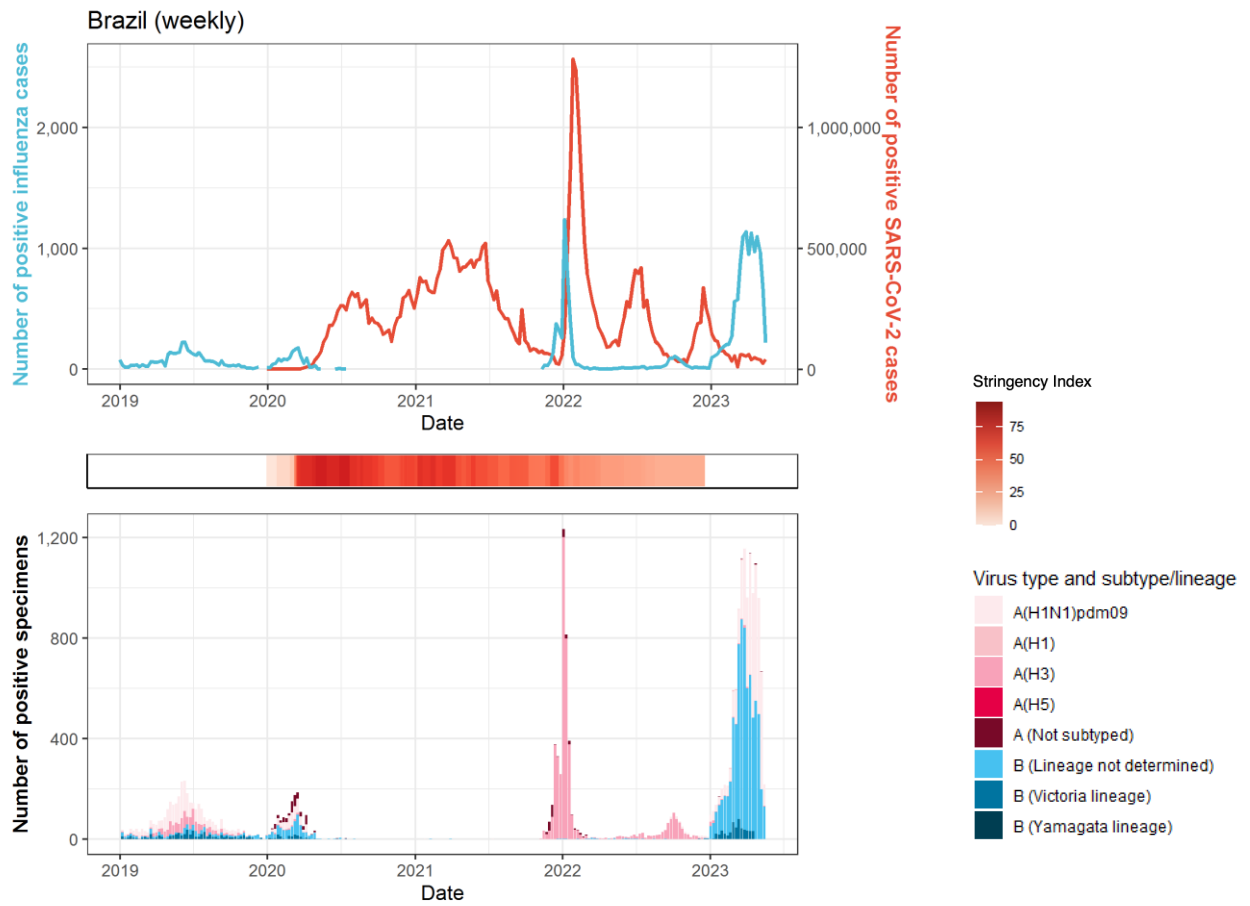 Brazil (weekly)
Number of positive influenza cases
2,000
1,000
0
1,000,000
500,000
0
Number of positive SARS-CoV-2 cases
2019
2020
2021
2022
2023
Date
Stringency Index
75
50
25
0
Number of positive specimens
1,200
800
400
0
2019
2020
2021
2022
2023
Date
Virus type and subtype/lineage
A(H1N1)pdm09
A(H1)
A(H3)
A(H5)
A (Not subtyped)
B (Lineage not determined)
B (Victoria lineage)
B (Yamagata lineage)